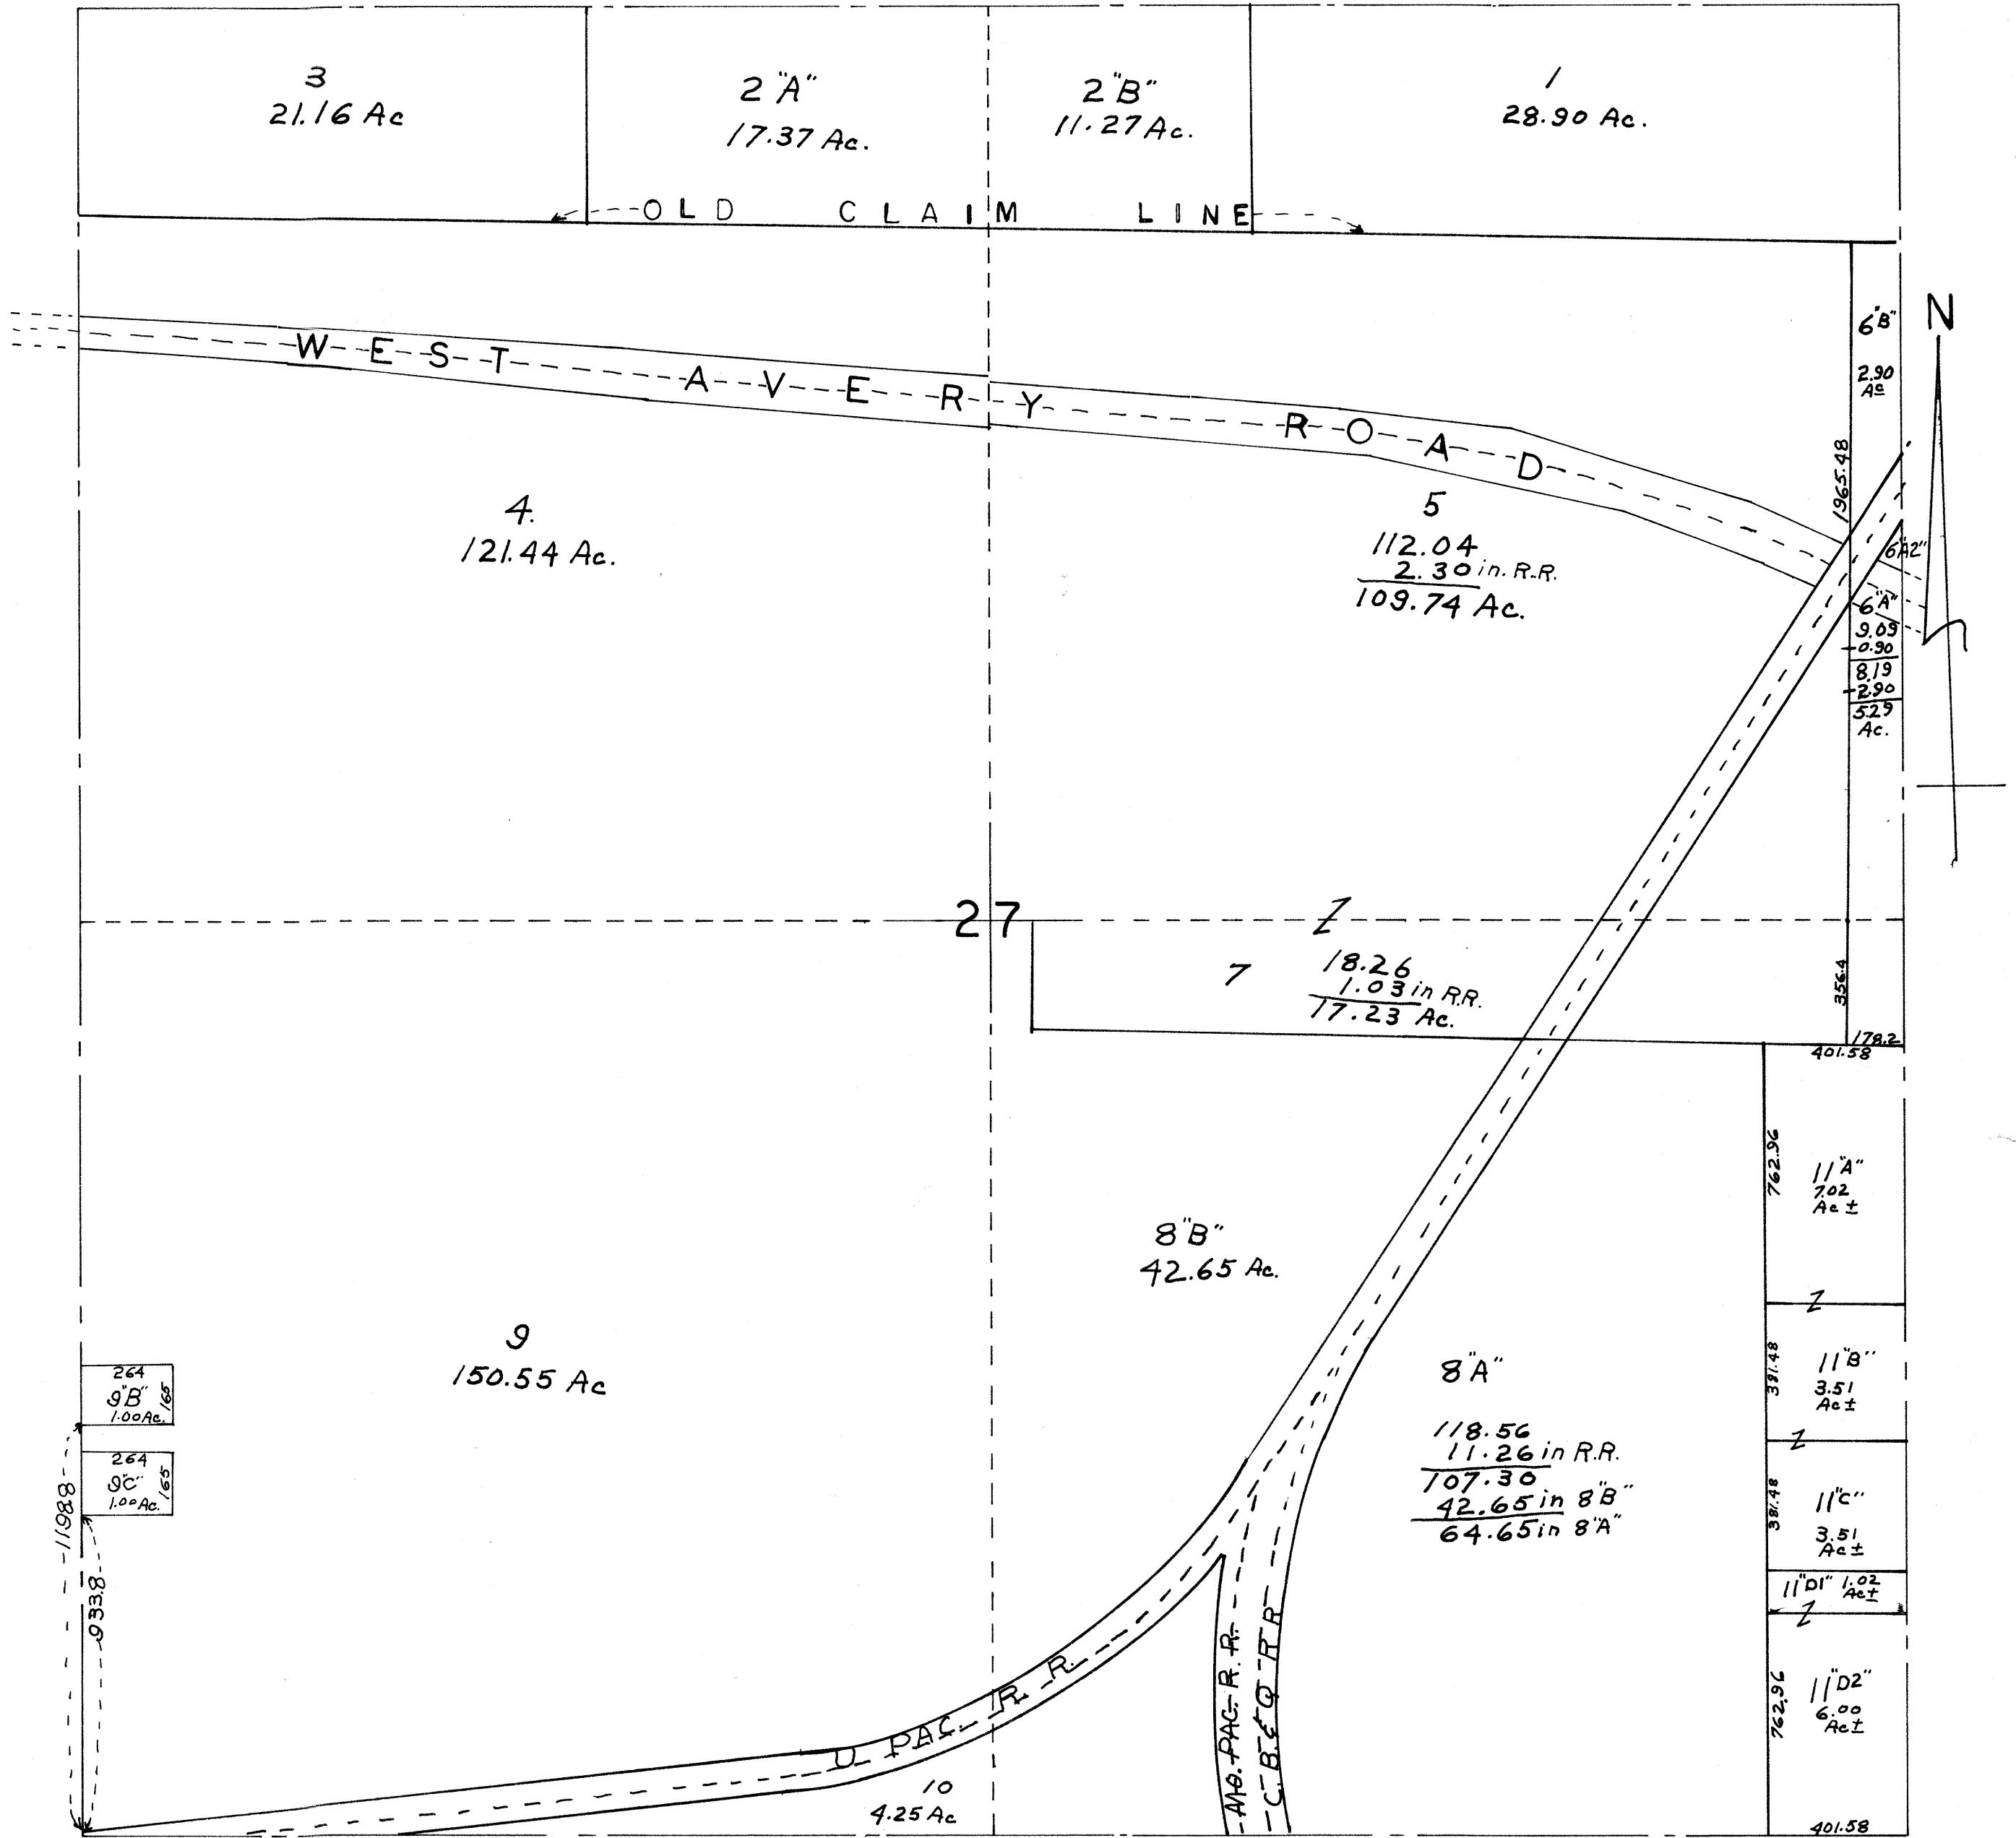 3
21.16 Ac
2 "A"
17.37 Ac.
2 "B"
11.27 Ac.
1
28.90 Ac.
OLD CLAIM LINE
WEST AVERY ROAD
N
6 "B"
2.90
Ac
1965.48
4.
121.44 Ac.
5
112.04
2.30 in. R.R.
109.74 Ac.
6 "A2"
6 "A"
9.09
-0.90
8.19
-2.90
5.29
Ac.
27
Z
7
18.26
1.03 in R.R.
17.23 Ac.
356.4
178.2
401.58
762.96
11 "A"
7.02
Ac ±
8 "B"
42.65 Ac.
Z
9
150.55 Ac
264
9 "B"
165
1.00 Ac.
264
9 "C"
165
1.00 Ac.
1198.8
933.8
8 "A"
118.56
11.26 in R.R.
107.30
42.65 in 8 "B"
64.65 in 8 "A"
391.48
11 "B"
3.51
Ac ±
Z
381.48
11 "C"
3.51
Ac ±
11 "D1" 1.02
Ac ±
Z
762.96
11 "D2"
6.00
Ac ±
U PAC. R.R.
MO. PAC. R.R.
C.B.&Q RR
10
4.25 Ac
401.58